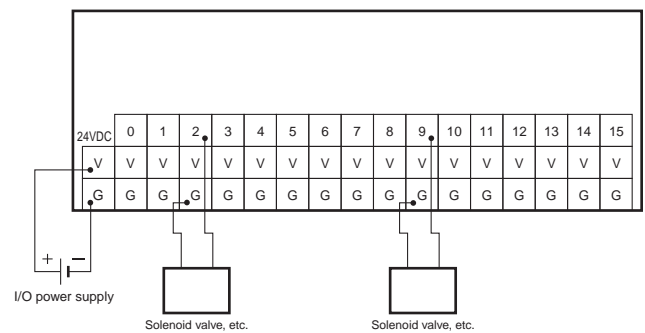 24VDC 0 1 2 3 4 5 6 7 8 9 10 11 12 13 14 15
V V V V V V V V V V V V V V V V V
G G G G G G G G G G G G G G G G G
+ −
I/O power supply
Solenoid valve, etc. Solenoid valve, etc.